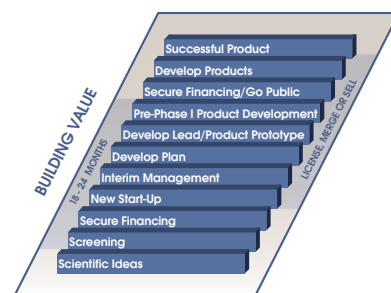 Successful Product
Develop Products
Secure Financing/Go Public
Pre-Phase I Product Development
Develop Lead/Product Prototype
Develop Plan
Interim Management
New Start-Up
Secure Financing
Screening
Scientific Ideas
BUILDING VALUE
18 - 24 MONTHS
LICENSE, MERGE OR SELL